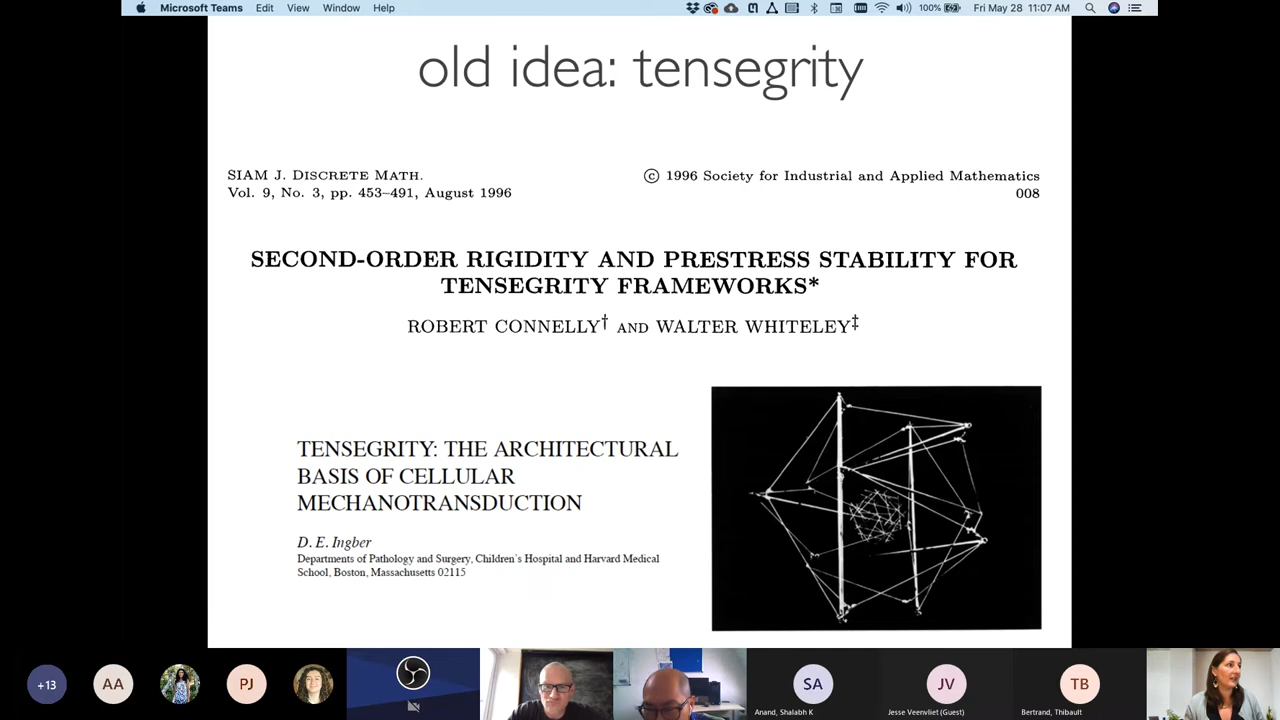 Microsoft Teams Edit View Window Help 100% Fri May 28 11:07 AM
old idea: tensegrity
SIAM J. DISCRETE MATH.
Vol. 9, No. 3, pp. 453–491, August 1996
© 1996 Society for Industrial and Applied Mathematics
008
SECOND-ORDER RIGIDITY AND PRESTRESS STABILITY FOR
TENSEGRITY FRAMEWORKS*
ROBERT CONNELLY† AND WALTER WHITELEY‡
TENSEGRITY: THE ARCHITECTURAL
BASIS OF CELLULAR
MECHANOTRANSDUCTION
D. E. Ingber
Departments of Pathology and Surgery, Children's Hospital and Harvard Medical
School, Boston, Massachusetts 02115
+13 AA PJ SA JV TB
Anand, Shalabh K Jesse Veenvliet (Guest) Bertrand, Thibault